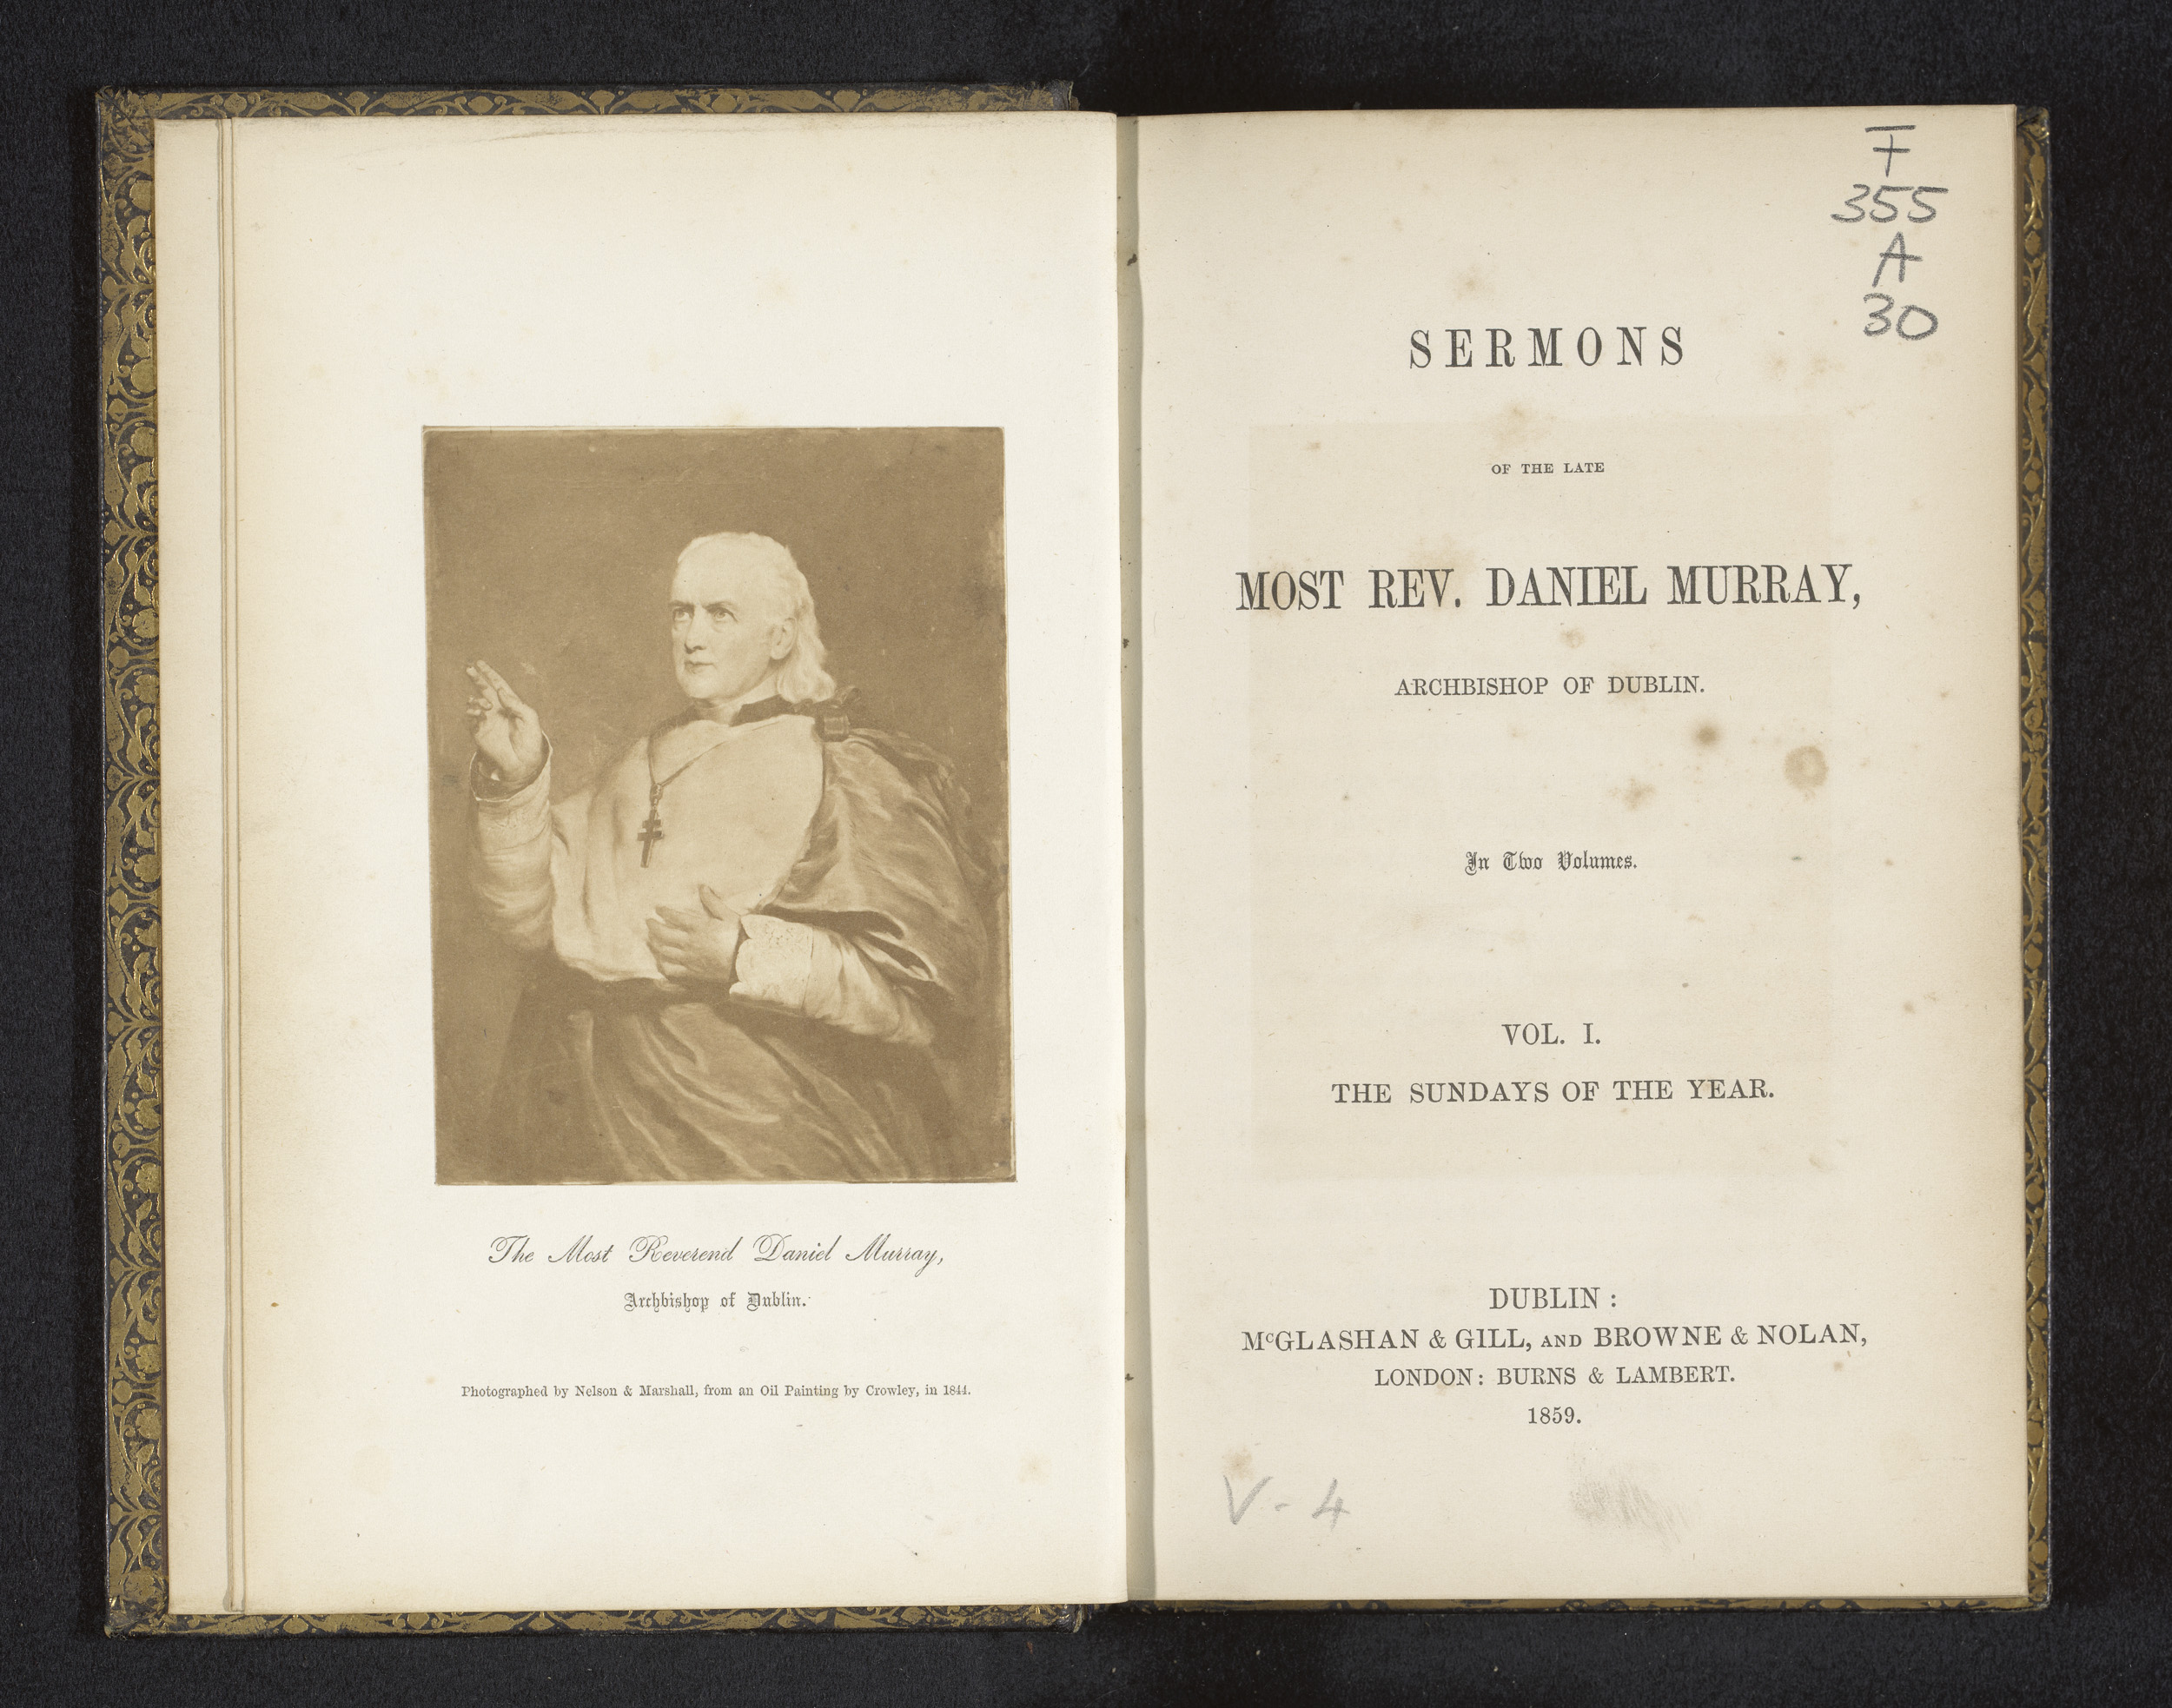 The Most Reverend Daniel Murray,
Archbishop of Dublin.
Photographed by Nelson & Marshall, from an Oil Painting by Crowley, in 1844.
F
355
A
30
SERMONS
OF THE LATE
MOST REV. DANIEL MURRAY,
ARCHBISHOP OF DUBLIN.
In Two Volumes.
VOL. I.
THE SUNDAYS OF THE YEAR.
DUBLIN:
McGLASHAN & GILL, AND BROWNE & NOLAN,
LONDON: BURNS & LAMBERT.
1859.
V-4